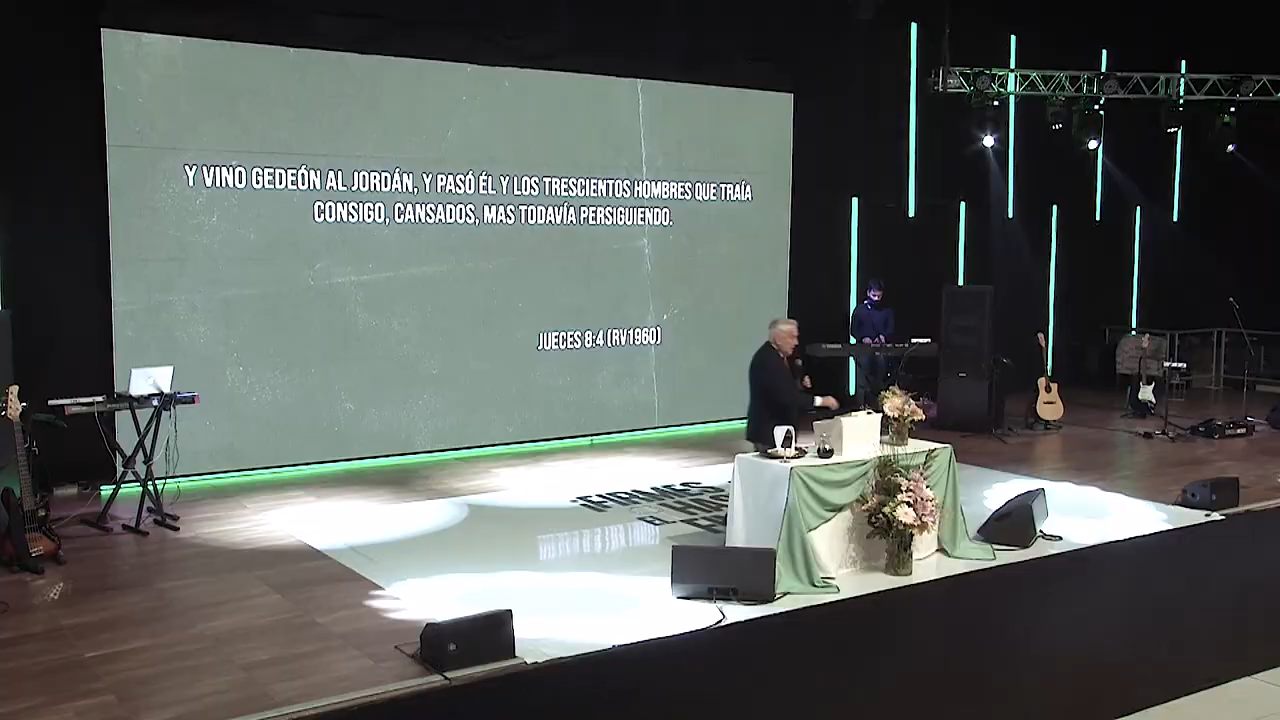 Y VINO GEDEÓN AL JORDÁN, Y PASÓ ÉL Y LOS TRESCIENTOS HOMBRES QUE TRAÍA
CONSIGO, CANSADOS, MAS TODAVÍA PERSIGUIENDO.
JUECES 8:4 (RV1960)
¡FIRMES